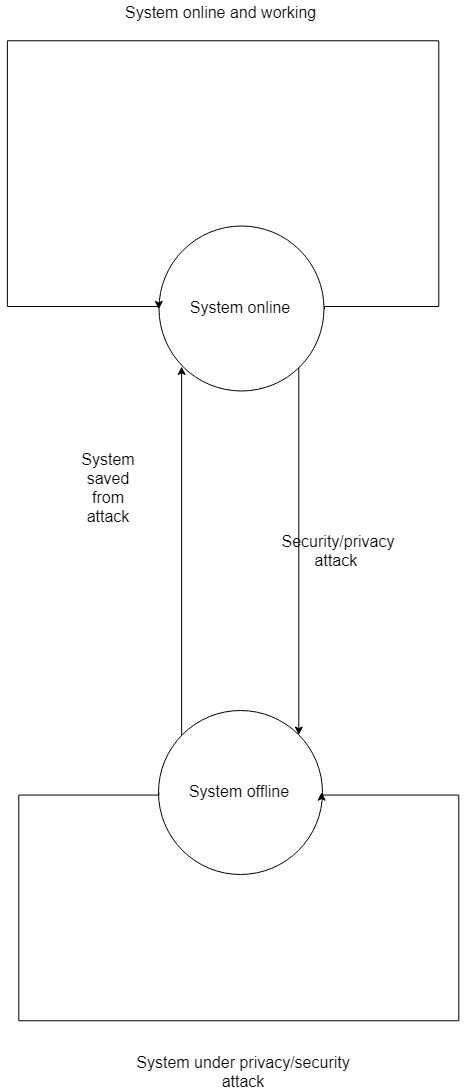 System online and working
System online
System
saved
from
attack
Security/privacy
attack
System offline
System under privacy/security
attack